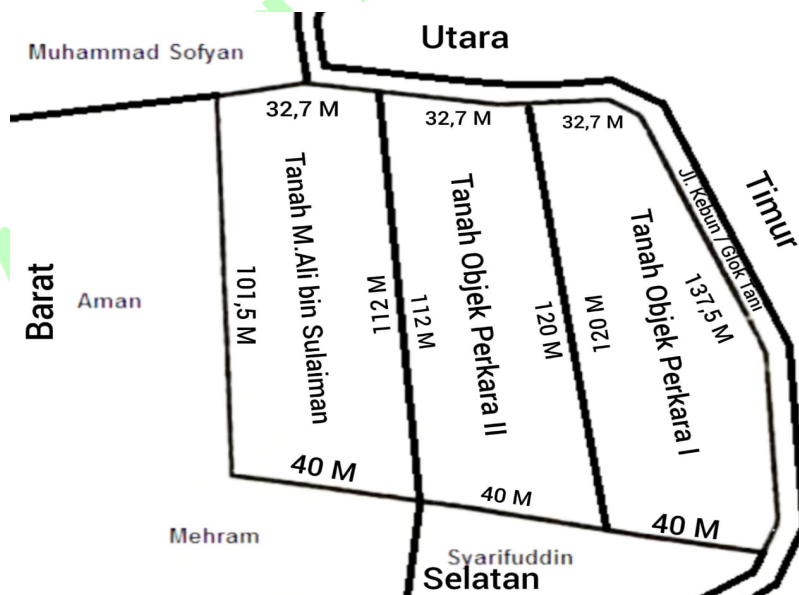 Utara
Muhammad Sofyan
32,7 M
32,7 M
32,7 M
Jl. Kebun / Glok Tani
Timur
Tanah M.Ali bin Sulaiman
Tanah Objek Perkara II
Tanah Objek Perkara I
Barat
Aman
101,5 M
112 M
112 M
120 M
120 M
137,5 M
40 M
40 M
40 M
Mehram
Syarifuddin
Selatan